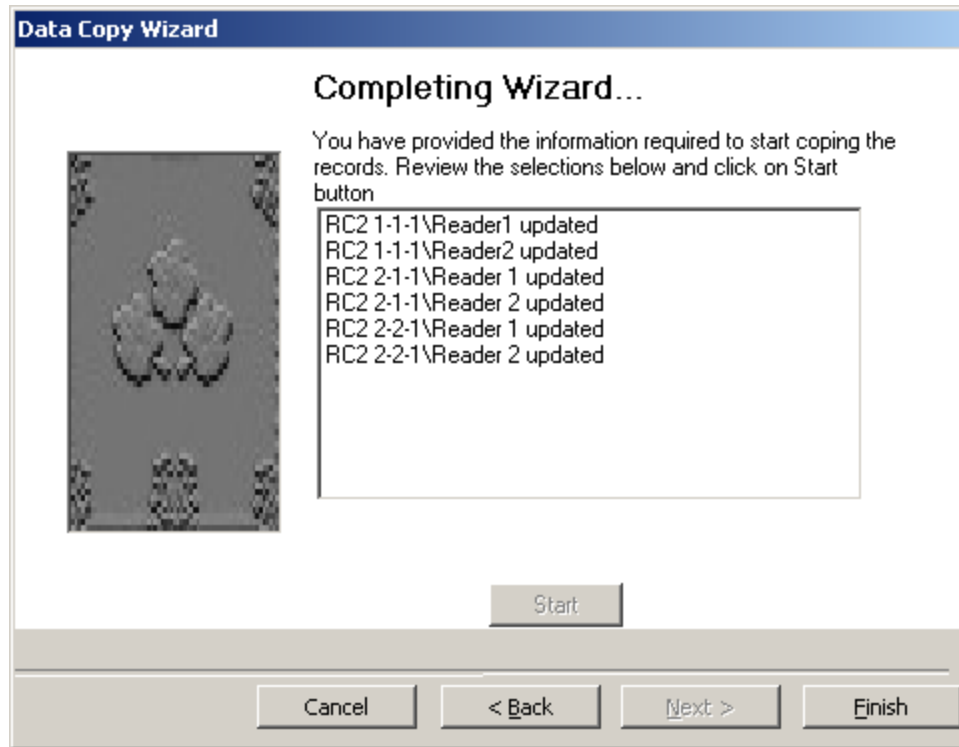 Data Copy Wizard
Completing Wizard...
You have provided the information required to start coping the
records. Review the selections below and click on Start
button
RC2 1-1-1\Reader1 updated
RC2 1-1-1\Reader2 updated
RC2 2-1-1\Reader 1 updated
RC2 2-1-1\Reader 2 updated
RC2 2-2-1\Reader 1 updated
RC2 2-2-1\Reader 2 updated
Start
Cancel
< Back
Next >
Finish